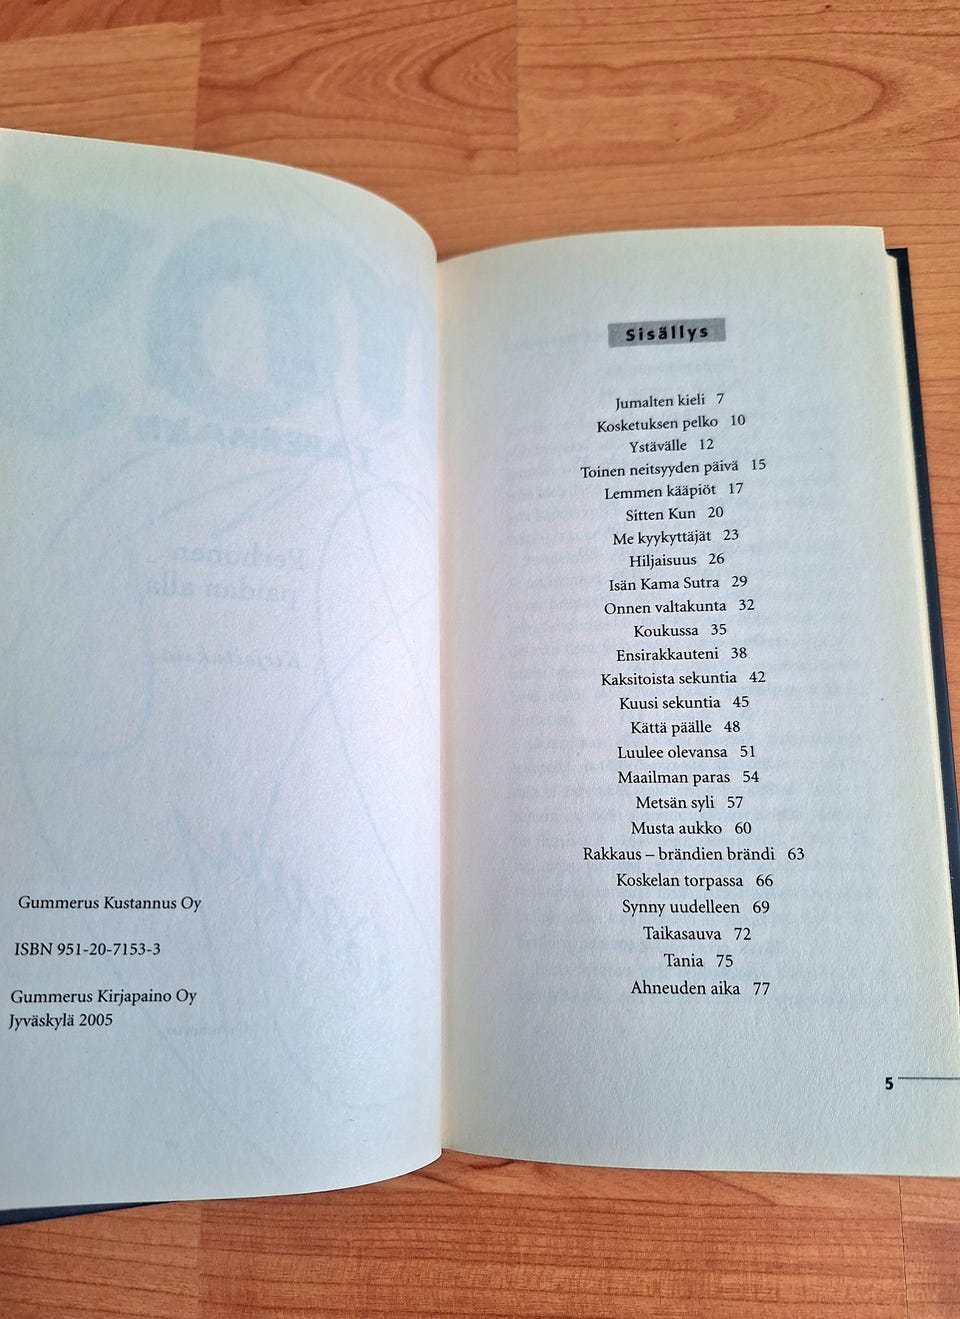 Gummerus Kustannus Oy
ISBN 951-20-7153-3
Gummerus Kirjapaino Oy
Jyväskylä 2005
Perhonen
paidan alla
Sisällys
Jumalten kieli 7
Kosketuksen pelko 10
Ystävälle 12
Toinen neitsyyden päivä 15
Lemmen kääpiöt 17
Sitten Kun 20
Me kyykyttäjät 23
Hiljaisuus 26
Isän Kama Sutra 29
Onnen valtakunta 32
Koukussa 35
Ensirakkauteni 38
Kaksitoista sekuntia 42
Kuusi sekuntia 45
Kättä päälle 48
Luulee olevansa 51
Maailman paras 54
Metsän syli 57
Musta aukko 60
Rakkaus – brändien brändi 63
Koskelan torpassa 66
Synny uudelleen 69
Taikasauva 72
Tania 75
Ahneuden aika 77
5